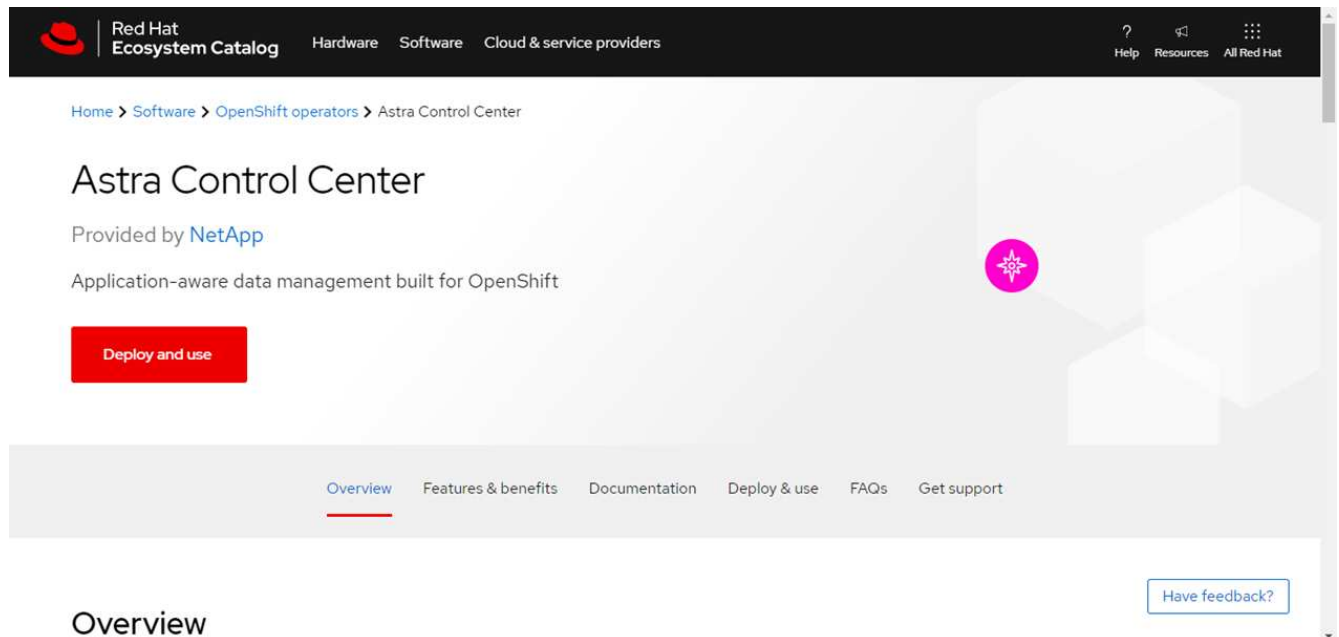 Red Hat
Ecosystem Catalog
Hardware Software Cloud & service providers
?
Help Resources All Red Hat
Home > Software > OpenShift operators > Astra Control Center
Astra Control Center
Provided by NetApp
Application-aware data management built for OpenShift
Deploy and use
Overview Features & benefits Documentation Deploy & use FAQs Get support
Have feedback?
Overview